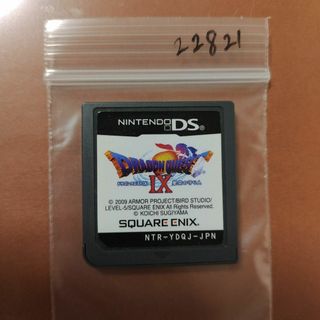 22821
NINTENDO DS
DRAGON QUEST
IX
© 2009 ARMOR PROJECT/BIRD STUDIO/
LEVEL-5/SQUARE ENIX All Rights Reserved.
© KOICHI SUGIYAMA
SQUARE ENIX
NTR-YDQJ-JPN